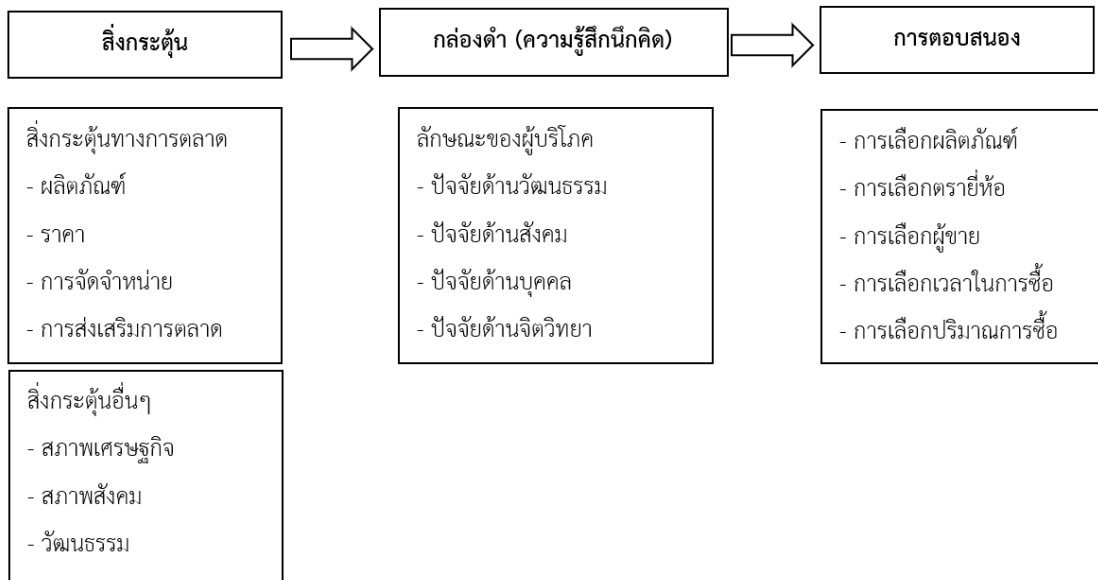 สิ่งกระตุ้น
กล่องดำ (ความรู้สึกนึกคิด)
การตอบสนอง
สิ่งกระตุ้นทางการตลาด
- ผลิตภัณฑ์
- ราคา
- การจัดจำหน่าย
- การส่งเสริมการตลาด
สิ่งกระตุ้นอื่นๆ
- สภาพเศรษฐกิจ
- สภาพสังคม
- วัฒนธรรม
ลักษณะของผู้บริโภค
- ปัจจัยด้านวัฒนธรรม
- ปัจจัยด้านสังคม
- ปัจจัยด้านบุคคล
- ปัจจัยด้านจิตวิทยา
- การเลือกผลิตภัณฑ์
- การเลือกตรายี่ห้อ
- การเลือกผู้ขาย
- การเลือกเวลาในการซื้อ
- การเลือกปริมาณการซื้อ